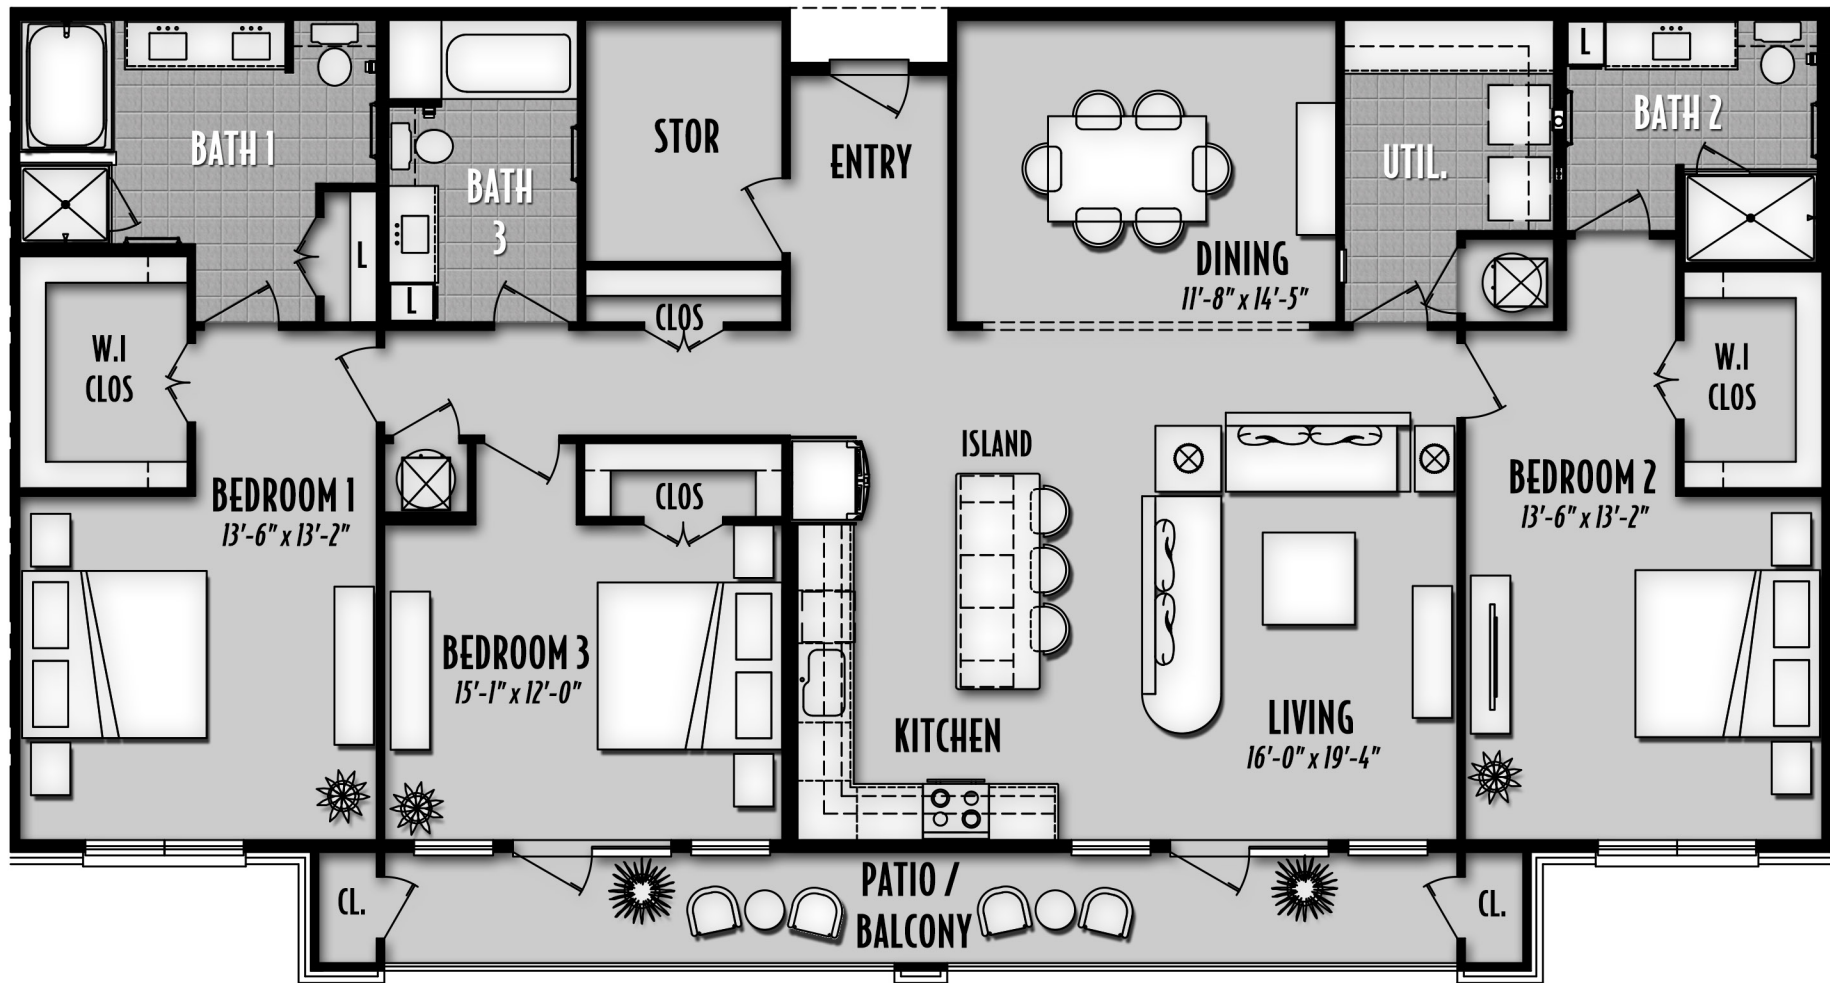 L
BATH 1
BATH
3
STOR
ENTRY
UTIL.
BATH 2
L
L
DINING
11'-8" x 14'-5"
CLOS
W.I
CLOS
W.I
CLOS
ISLAND
BEDROOM 1
13'-6" x 13'-2"
CLOS
BEDROOM 2
13'-6" x 13'-2"
BEDROOM 3
15'-1" x 12'-0"
KITCHEN
LIVING
16'-0" x 19'-4"
CL.
PATIO /
BALCONY
CL.